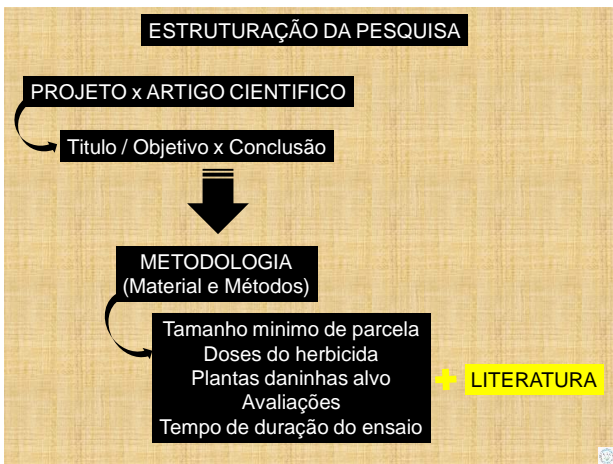 ESTRUTURAÇÃO DA PESQUISA
PROJETO x ARTIGO CIENTIFICO
Titulo / Objetivo x Conclusão
METODOLOGIA
(Material e Métodos)
Tamanho minimo de parcela
Doses do herbicida
Plantas daninhas alvo
Avaliações
Tempo de duração do ensaio
LITERATURA